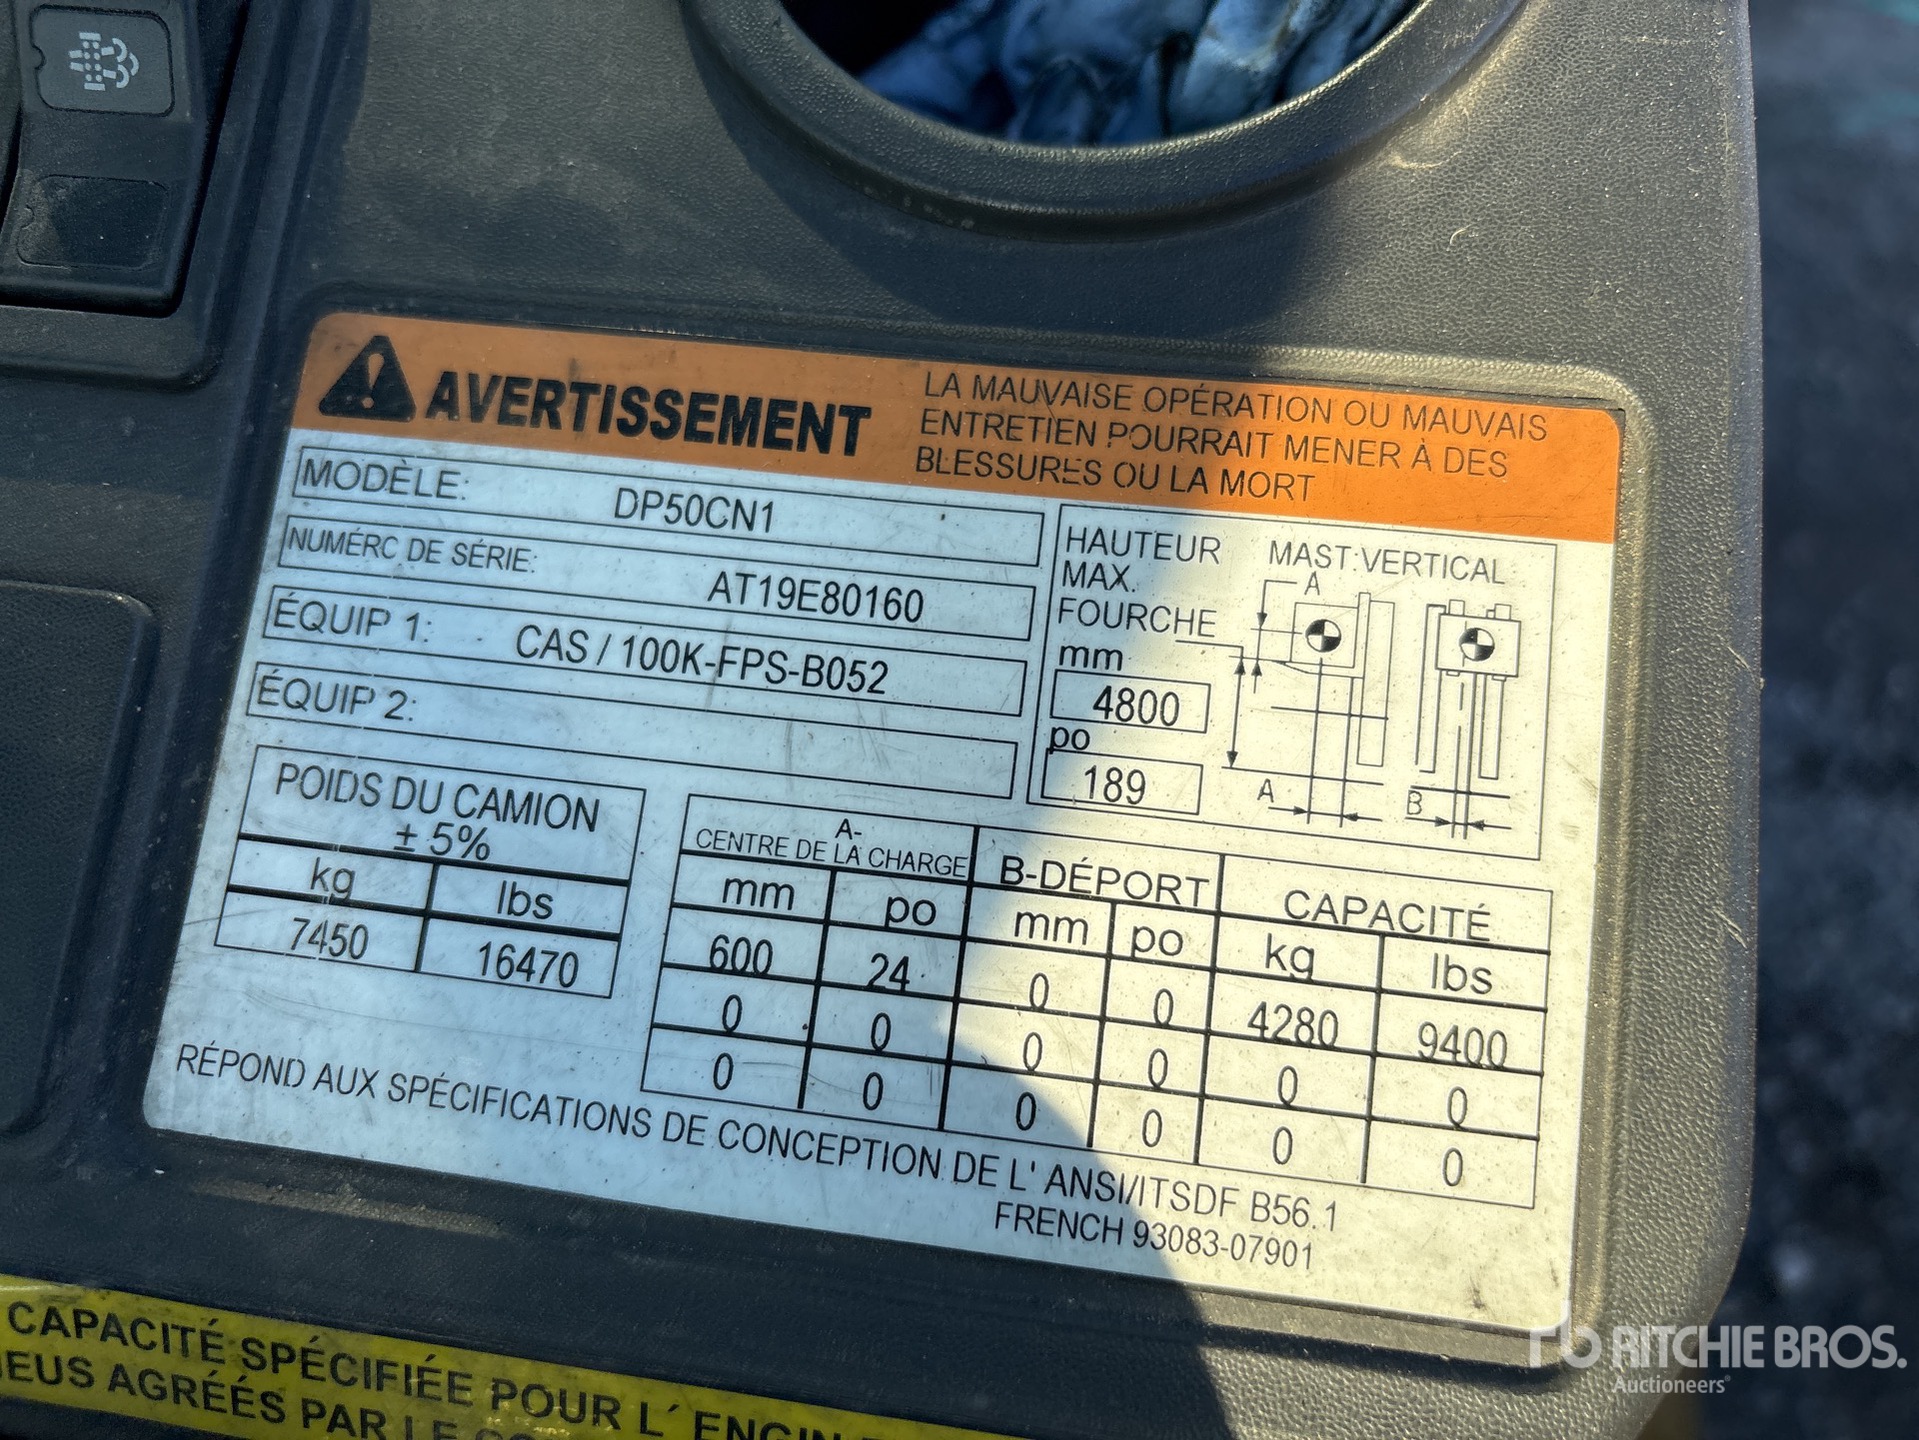 AVERTISSEMENT
LA MAUVAISE OPÉRATION OU MAUVAIS
ENTRETIEN POURRAIT MENER À DES
BLESSURES OU LA MORT
MODÈLE: DP50CN1
NUMÉRO DE SÉRIE: AT19E80160
ÉQUIP 1: CAS / 100K-FPS-B052
ÉQUIP 2:
HAUTEUR
MAX.
FOURCHE
mm
4800
po
189
MAST:VERTICAL
A
A
B
POIDS DU CAMION
± 5%
kg lbs
7450 16470
A-
CENTRE DE LA CHARGE B-DÉPORT CAPACITÉ
mm po mm po kg lbs
600 24 0 0 4280 9400
0 0 0 0 0 0
0 0 0 0 0 0
RÉPOND AUX SPÉCIFICATIONS DE CONCEPTION DE L' ANSI/ITSDF B56.1
FRENCH 93083-07901
CAPACITÉ SPÉCIFIÉE POUR L´ ENGIN
AGRÉÉS PAR LE
RITCHIE BROS.
Auctioneers